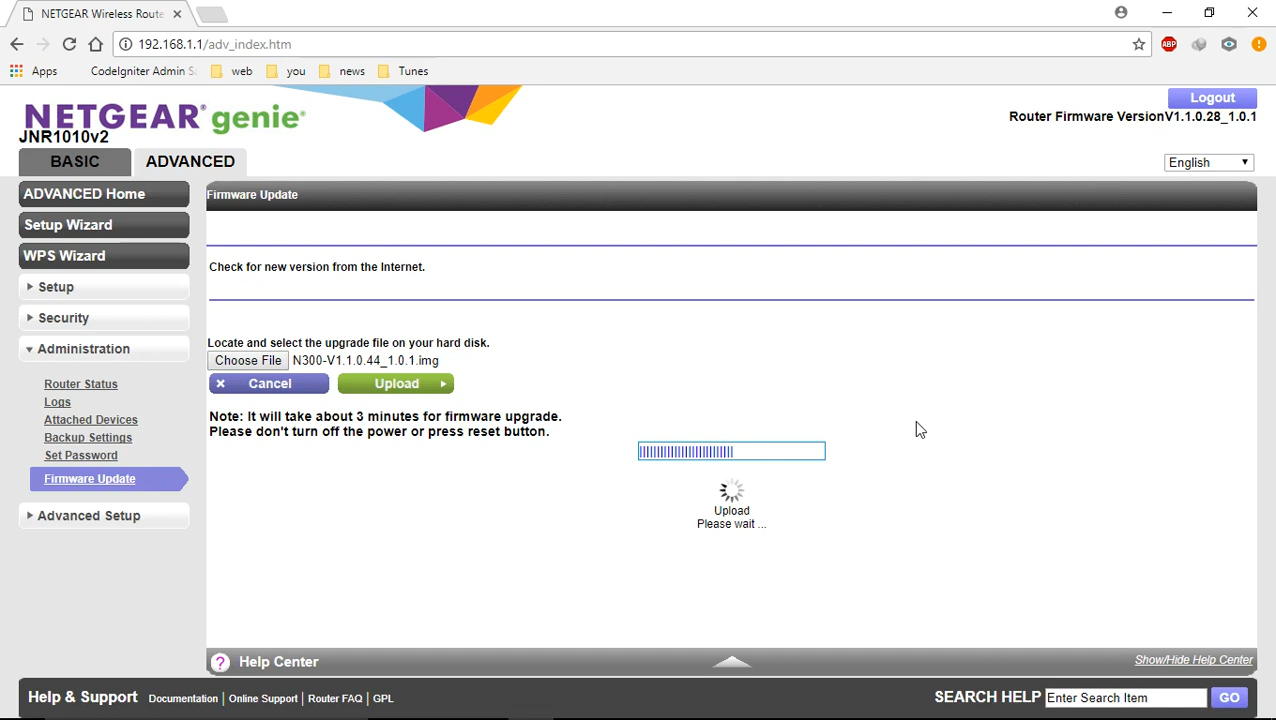 NETGEAR Wireless Route
192.168.1.1/adv_index.htm
ABP
Apps CodeIgniter Admin web you news Tunes
NETGEAR® genie®
JNR1010v2
Logout
Router Firmware VersionV1.1.0.28_1.0.1
BASIC ADVANCED
English
ADVANCED Home
Setup Wizard
WPS Wizard
Setup
Security
Administration
Router Status
Logs
Attached Devices
Backup Settings
Set Password
Firmware Update
Advanced Setup
Firmware Update
Check for new version from the Internet.
Locate and select the upgrade file on your hard disk.
Choose File N300-V1.1.0.44_1.0.1.img
Cancel Upload
Note: It will take about 3 minutes for firmware upgrade.
Please don't turn off the power or press reset button.
Upload
Please wait ...
? Help Center Show/Hide Help Center
Help & Support Documentation | Online Support | Router FAQ | GPL SEARCH HELP Enter Search Item GO